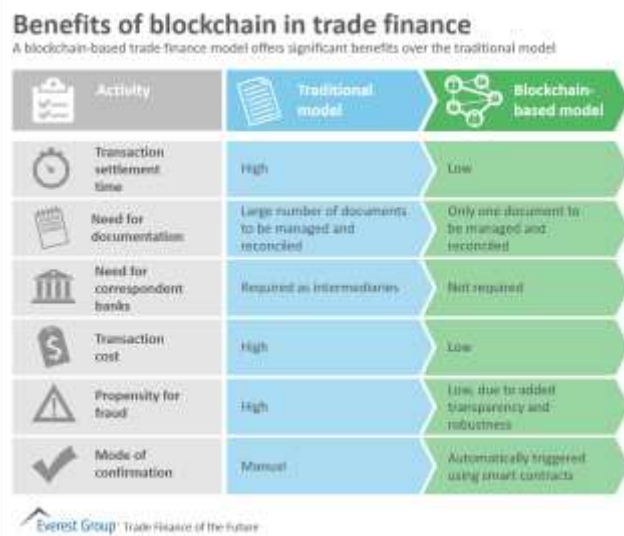 Benefits of blockchain in trade finance
A blockchain-based trade finance model offers significant benefits over the traditional model
Activity
Traditional
model
Blockchain-
based model
Transaction
settlement
time
High
Low
Need for
documentation
Large number of documents
to be managed and
reconciled
Only one document to
be managed and
reconciled
Need for
correspondent
banks
Required as intermediaries
Not required
Transaction
cost
High
Low
Propensity for
fraud
High
Low, due to added
transparency and
robustness
Mode of
confirmation
Manual
Automatically triggered
using smart contracts
Everest Group Trade Finance of the Future